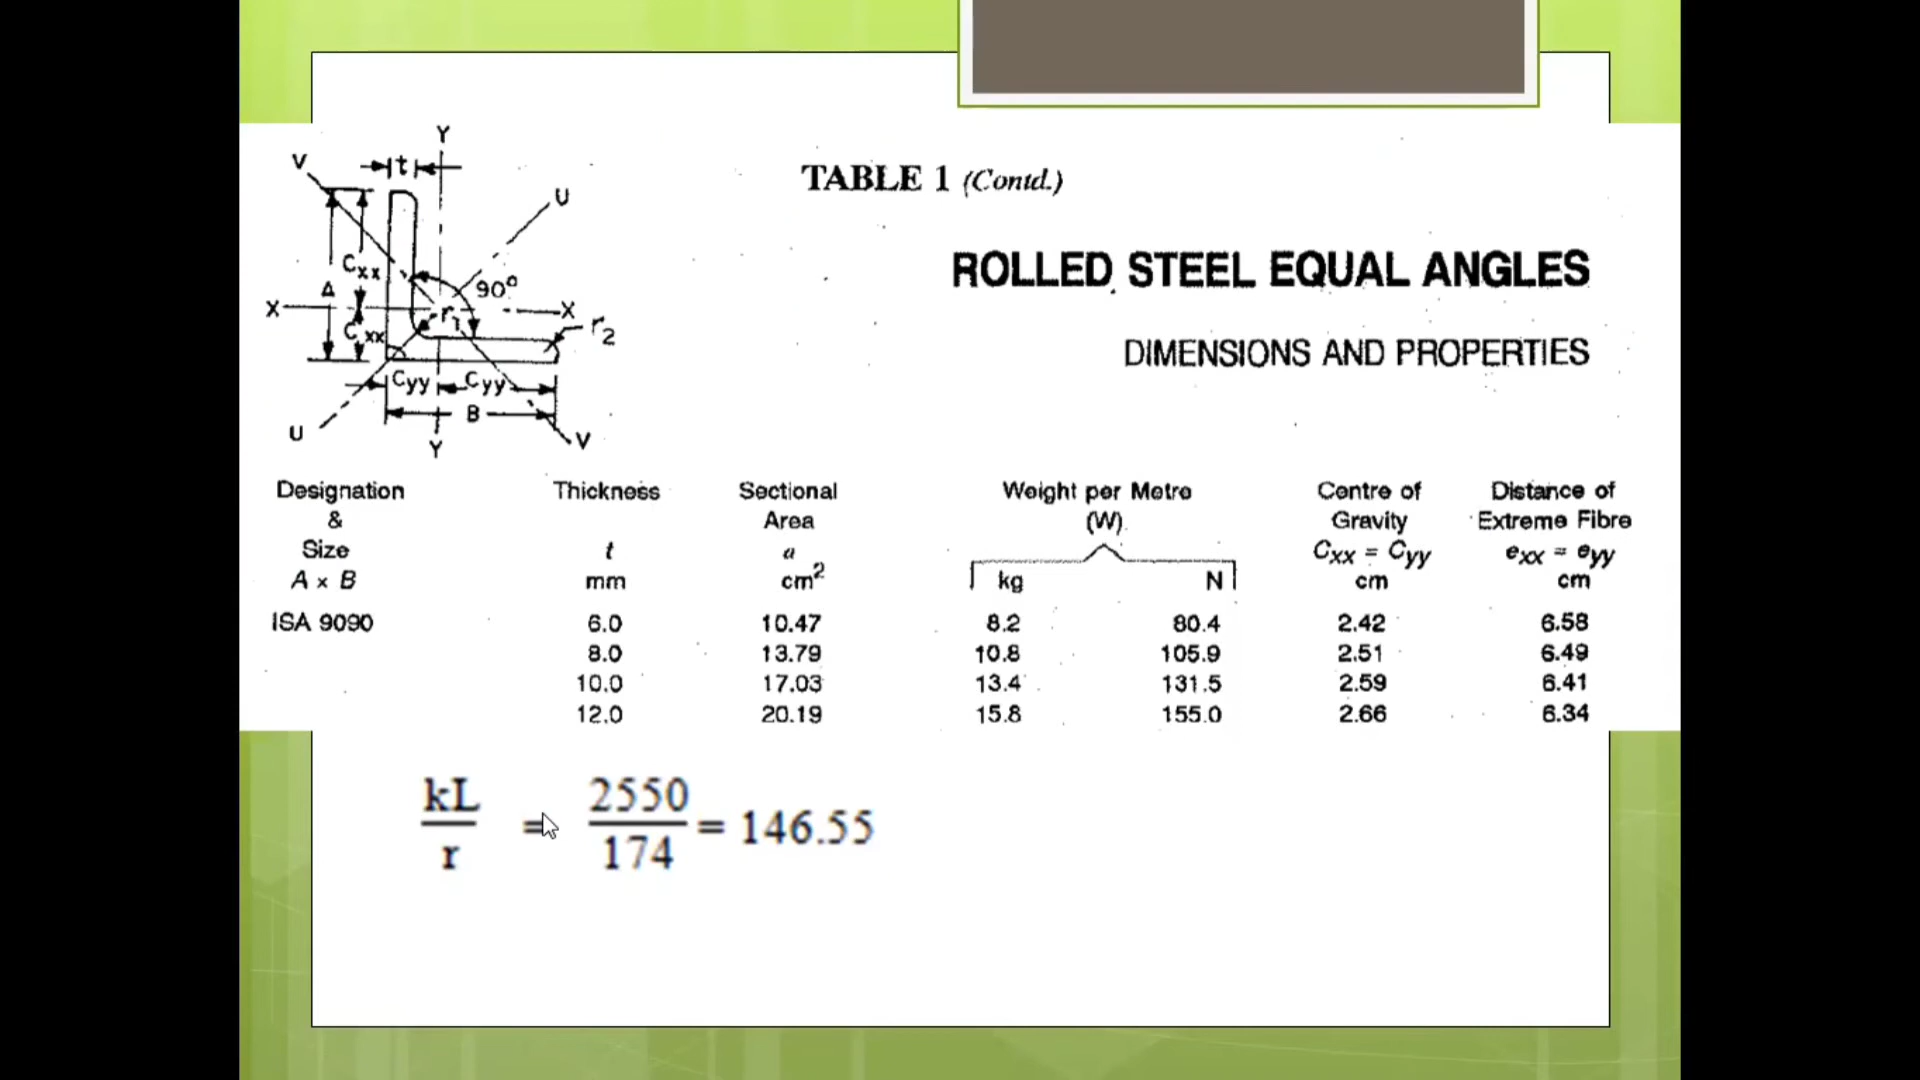 TABLE 1 (Contd.)
ROLLED STEEL EQUAL ANGLES
DIMENSIONS AND PROPERTIES
Y
V
t
U
Cxx
A
90°
X
X
r1
r2
Cxx
Cyy
Cyy
B
U
Y
V
Designation Thickness Sectional Weight per Metre Centre of Distance of
& Area (W) Gravity Extreme Fibre
Size t a Cxx = Cyy exx = eyy
A × B mm cm² kg N cm cm
ISA 9090 6.0 10.47 8.2 80.4 2.42 6.58
8.0 13.79 10.8 105.9 2.51 6.49
10.0 17.03 13.4 131.5 2.59 6.41
12.0 20.19 15.8 155.0 2.66 6.34
kL / r = 2550 / 174 = 146.55